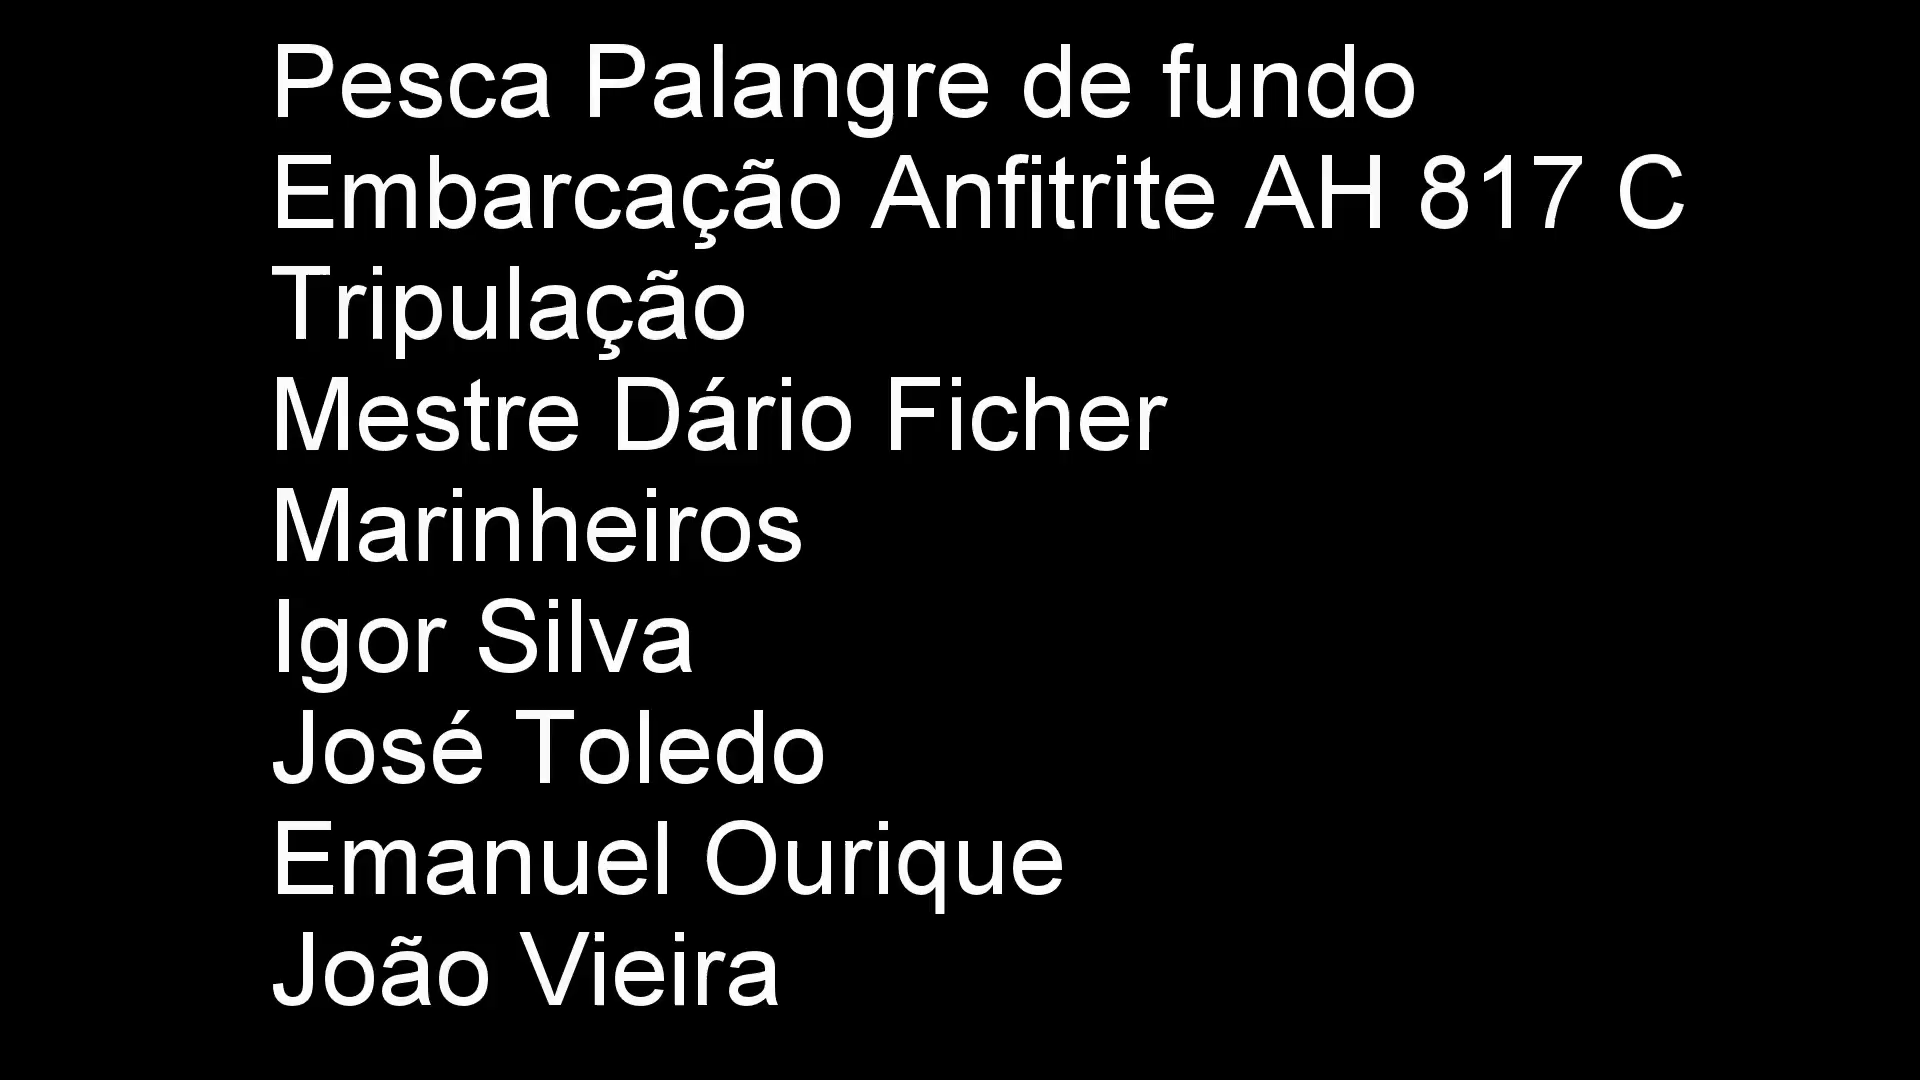 Pesca Palangre de fundo
Embarcação Anfitrite AH 817 C
Tripulação
Mestre Dário Ficher
Marinheiros
Igor Silva
José Toledo
Emanuel Ourique
João Vieira